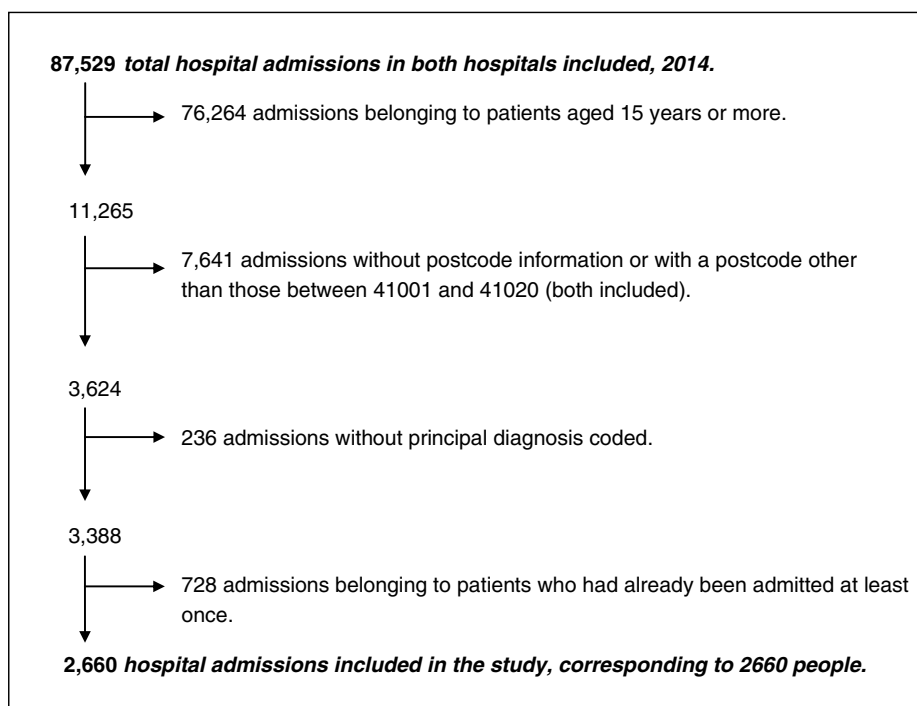 87,529 total hospital admissions in both hospitals included, 2014.
76,264 admissions belonging to patients aged 15 years or more.
11,265
7,641 admissions without postcode information or with a postcode other
than those between 41001 and 41020 (both included).
3,624
236 admissions without principal diagnosis coded.
3,388
728 admissions belonging to patients who had already been admitted at least
once.
2,660 hospital admissions included in the study, corresponding to 2660 people.